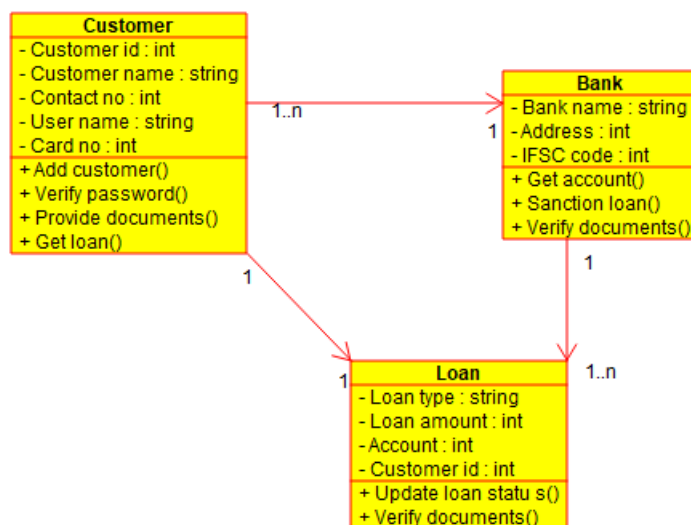 Customer
- Customer id : int
- Customer name : string
- Contact no : int
- User name : string
- Card no : int
+ Add customer()
+ Verify password()
+ Provide documents()
+ Get loan()
1..n
1
Bank
- Bank name : string
- Address : int
- IFSC code : int
+ Get account()
+ Sanction loan()
+ Verify documents()
1
1
1
1..n
Loan
- Loan type : string
- Loan amount : int
- Account : int
- Customer id : int
+ Update loan statu s()
+ Verify documents()